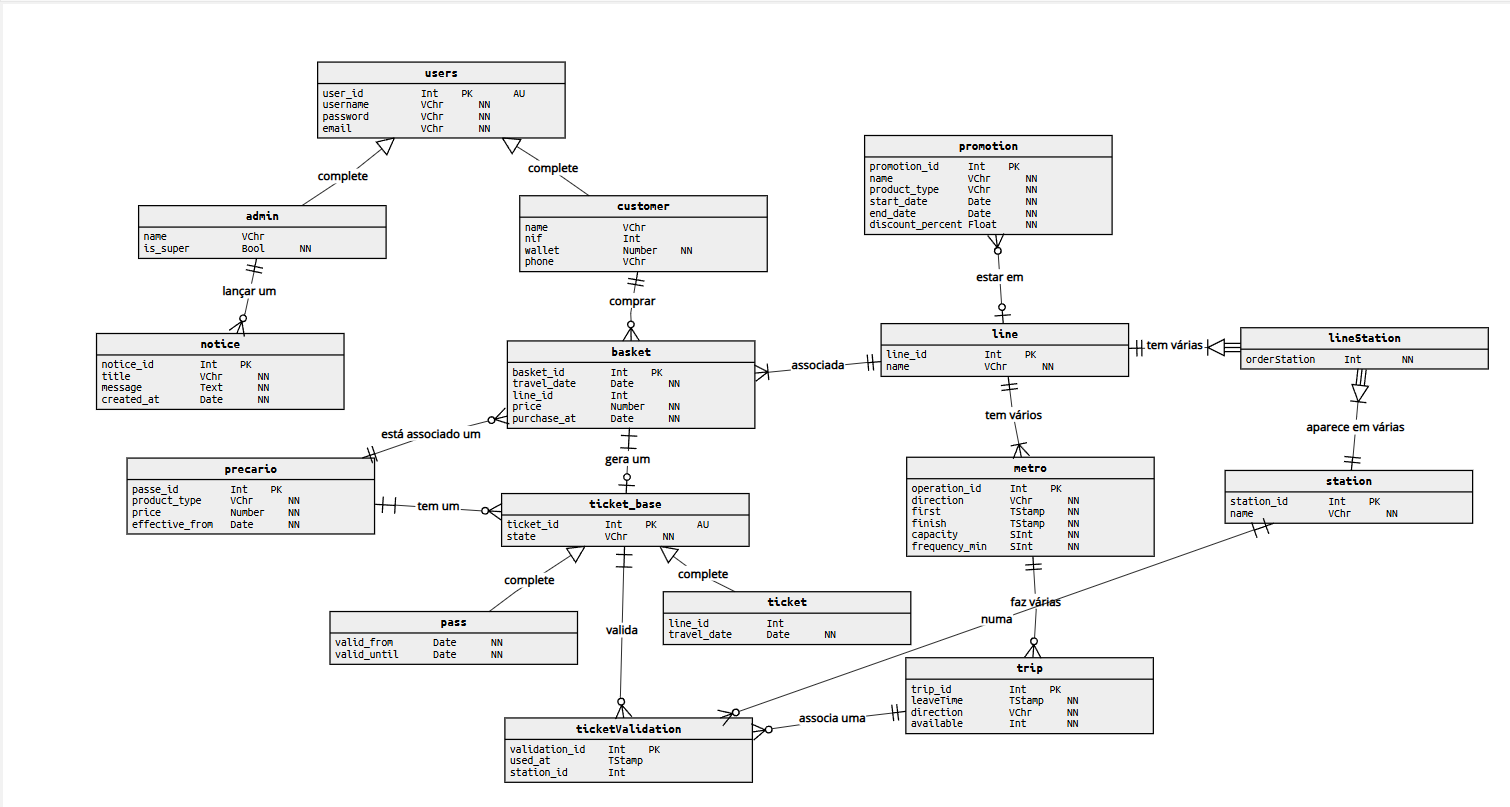 users
user_id Int PK AU
username VChr NN
password VChr NN
email VChr NN
complete
complete
admin
name VChr
is_super Bool NN
customer
name VChr
nif Int
wallet Number NN
phone VChr
promotion
promotion_id Int PK
name VChr NN
product_type VChr NN
start_date Date NN
end_date Date NN
discount_percent Float NN
lançar um
comprar
estar em
notice
notice_id Int PK
title VChr NN
message Text NN
created_at Date NN
basket
basket_id Int PK
travel_date Date NN
line_id Int
price Number NN
purchase_at Date NN
associada
line
line_id Int PK
name VChr NN
tem várias
lineStation
orderStation Int NN
está associado um
gera um
tem vários
aparece em várias
precario
passe_id Int PK
product_type VChr NN
price Number NN
effective_from Date NN
tem um
ticket_base
ticket_id Int PK AU
state VChr NN
metro
operation_id Int PK
direction VChr NN
first TStamp NN
finish TStamp NN
capacity SInt NN
frequency_min SInt NN
station
station_id Int PK
name VChr NN
complete
complete
pass
valid_from Date NN
valid_until Date NN
valida
ticket
line_id Int
travel_date Date NN
faz várias
numa
trip
trip_id Int PK
leaveTime TStamp NN
direction VChr NN
available Int NN
associa uma
ticketValidation
validation_id Int PK
used_at TStamp
station_id Int